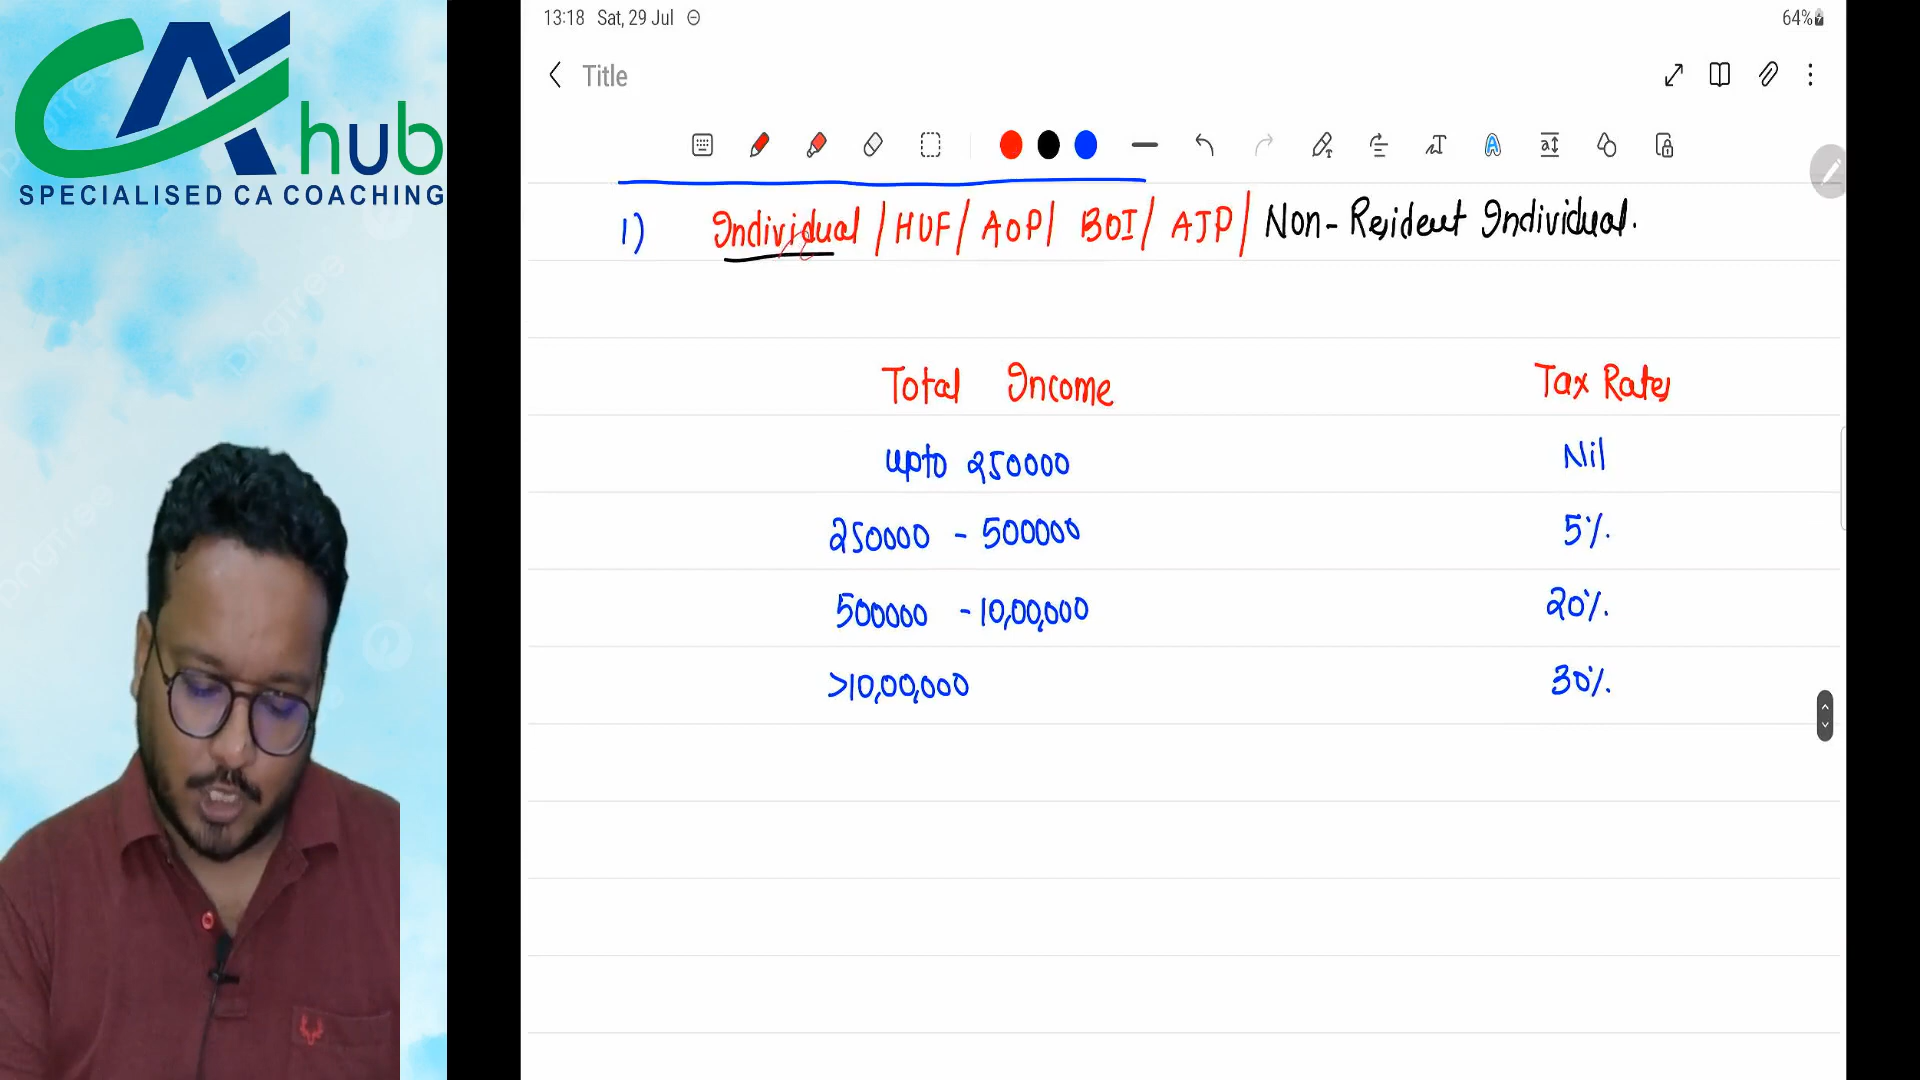 CA hub
SPECIALISED CA COACHING
13:18 Sat, 29 Jul
64%
Title
1) Individual / HUF / AOP / BOI / AJP / Non-Resident Individual.
Total Income Tax Rates
upto 250000 Nil
250000 - 500000 5%.
500000 - 10,00,000 20%.
>10,00,000 30%.